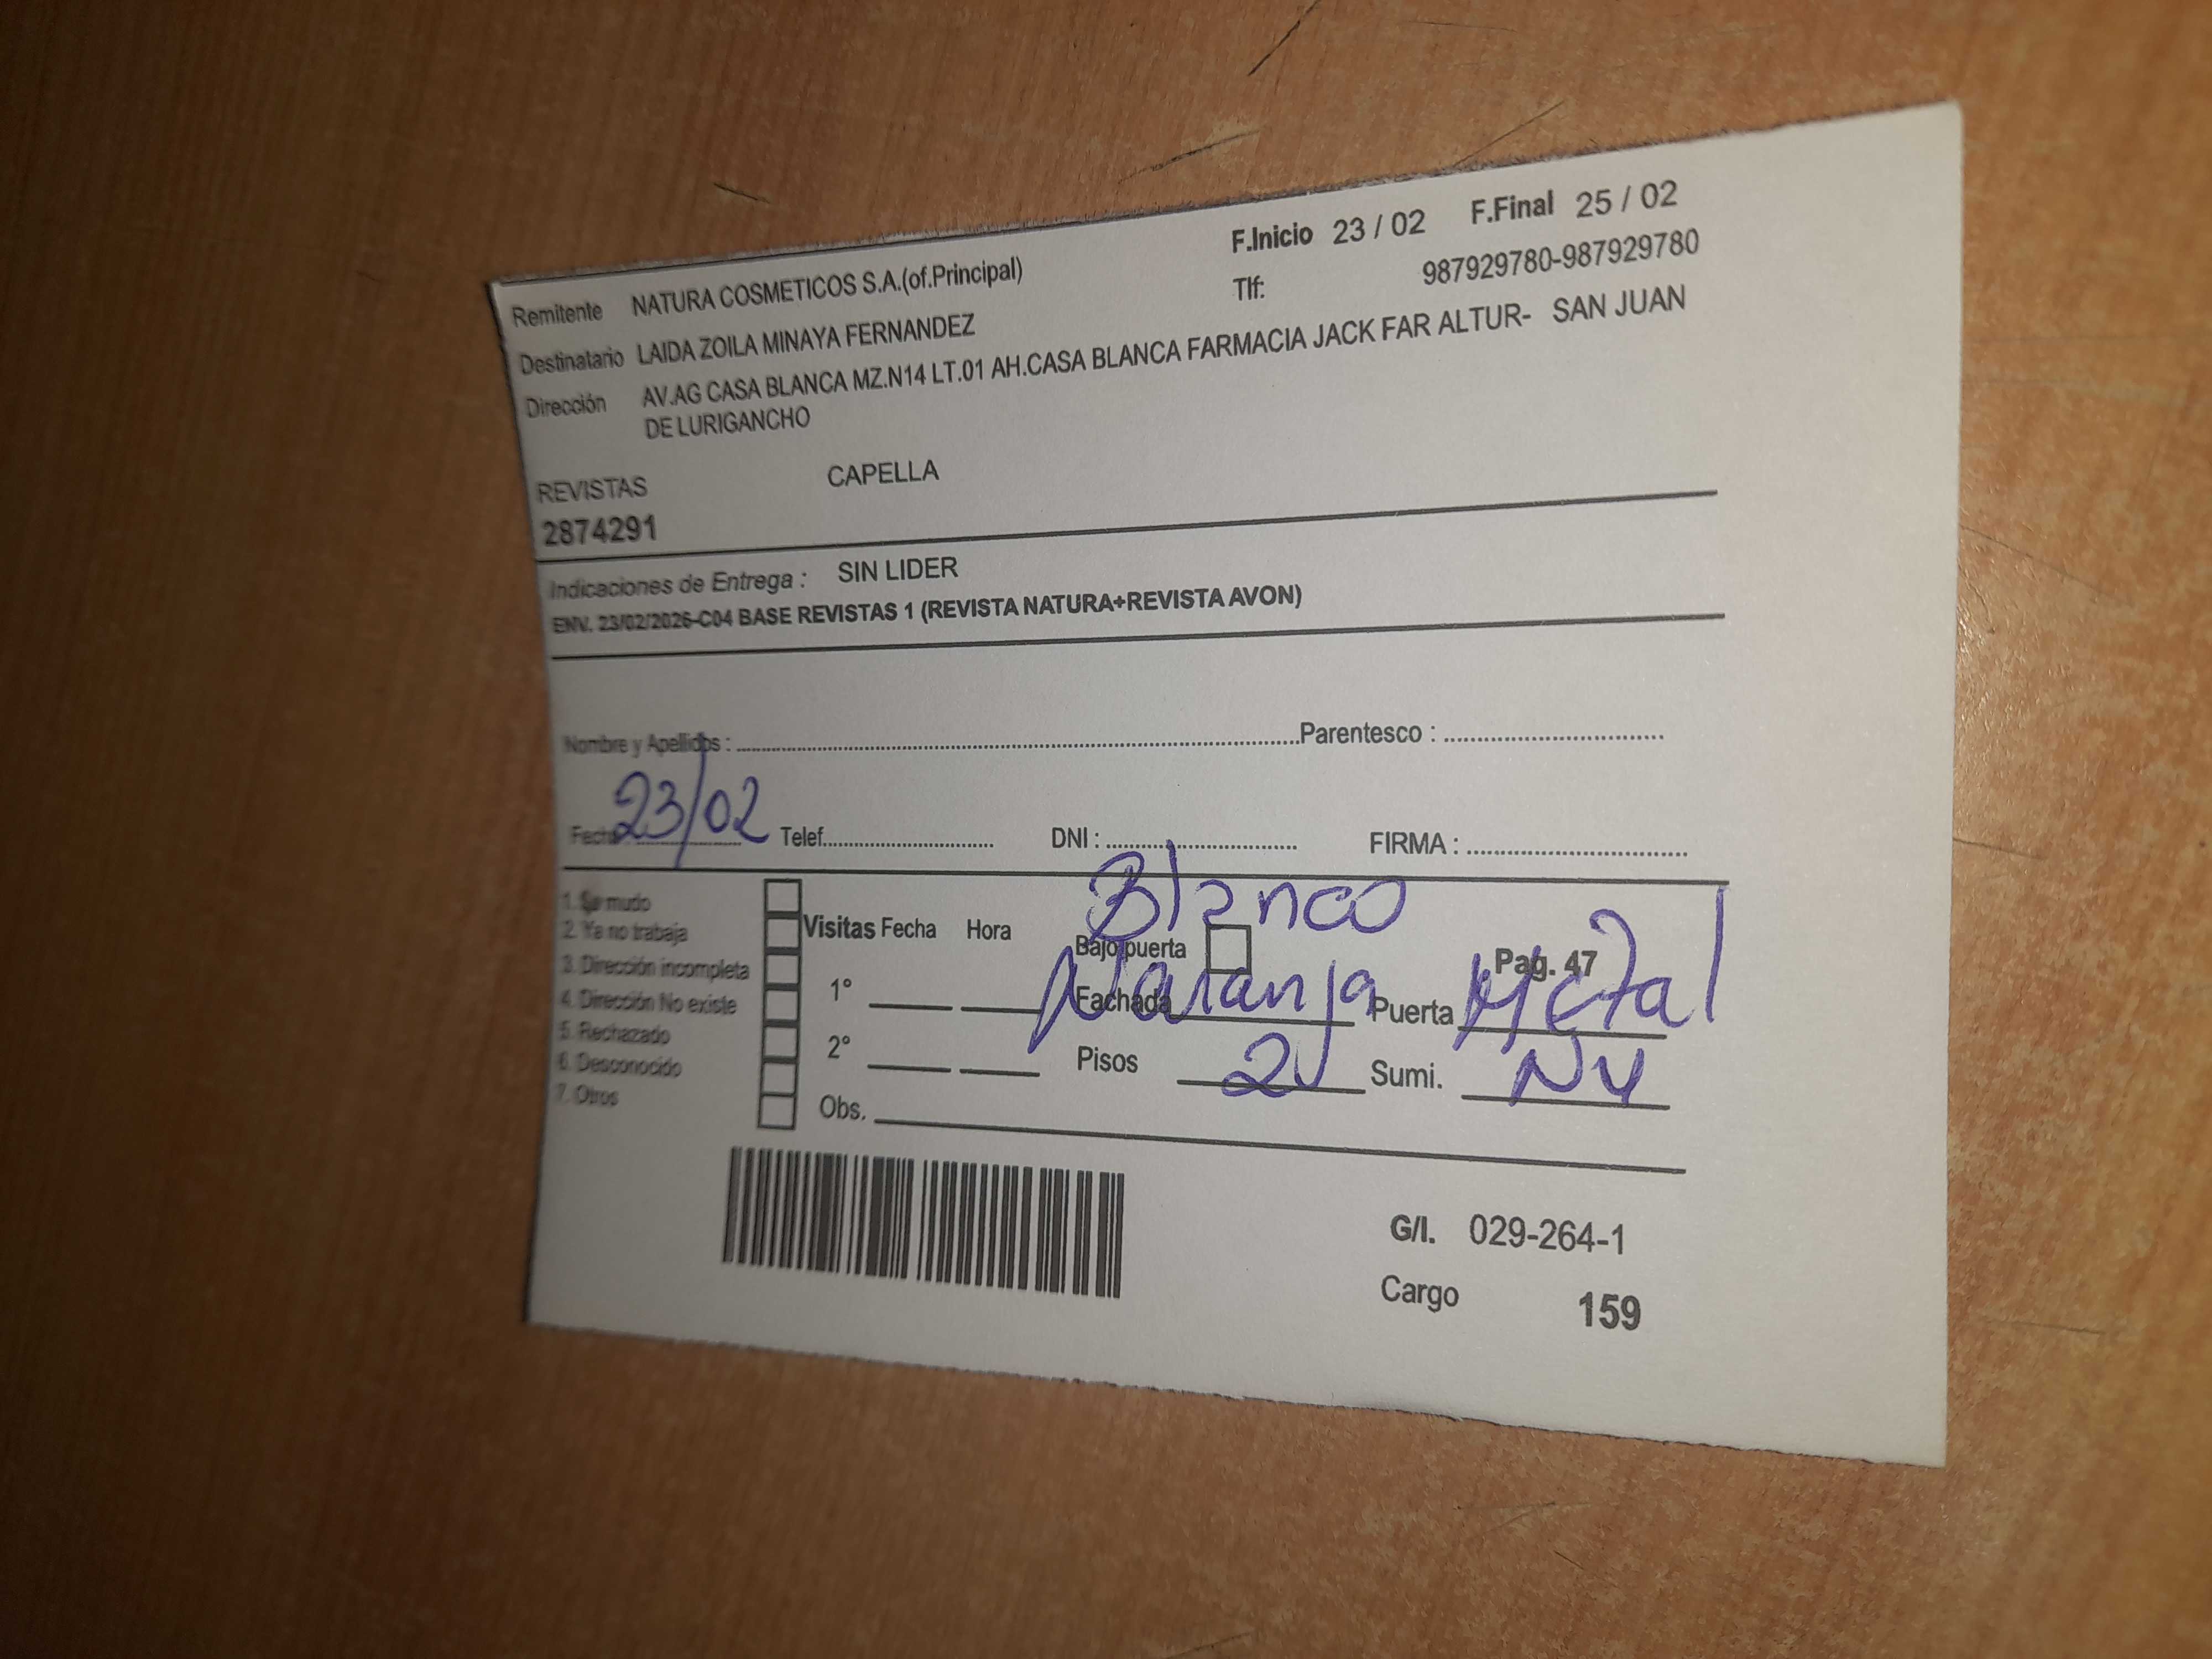 F.Inicio 23 / 02 F.Final 25 / 02
Remitente NATURA COSMETICOS S.A.(of.Principal) Tlf: 987929780-987929780
Destinatario LAIDA ZOILA MINAYA FERNANDEZ
Dirección AV.AG CASA BLANCA MZ.N14 LT.01 AH.CASA BLANCA FARMACIA JACK FAR ALTUR- SAN JUAN
DE LURIGANCHO
REVISTAS CAPELLA
2874291
Indicaciones de Entrega : SIN LIDER
ENV. 23/02/2026-C04 BASE REVISTAS 1 (REVISTA NATURA+REVISTA AVON)
Nombre y Apellidos : Parentesco :
Fecha : 23/02 Telef. DNI : FIRMA :
Blanco
1. Se mudo
2. Ya no trabaja
3. Dirección incompleta
4. Dirección No existe
5. Rechazado
6. Desconocido
7. Otros
Visitas Fecha Hora Bajo puerta Pag. 47
1° Fachada Naranja Puerta Metal
2° Pisos 2 Sumi.
Obs.
G/I. 029-264-1
Cargo 159